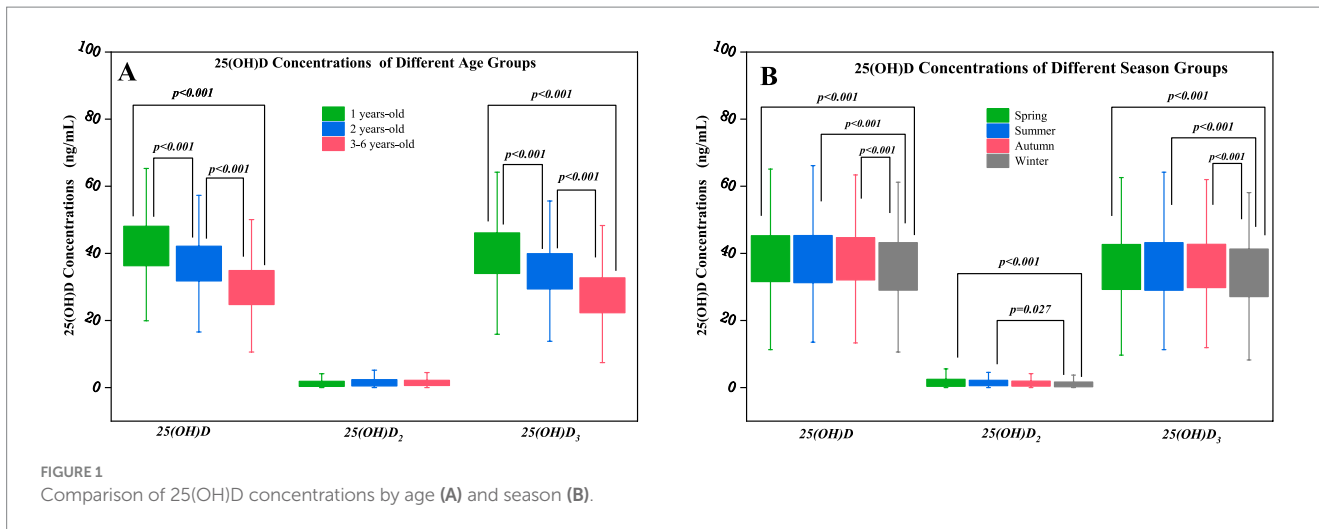 A
25(OH)D Concentrations of Different Age Groups
25(OH)D Concentrations (ng/mL)
100
80
60
40
20
0
1 years-old
2 years-old
3-6 years-old
p<0.001
p<0.001
p<0.001
p<0.001
p<0.001
p<0.001
25(OH)D
25(OH)D₂
25(OH)D₃
B
25(OH)D Concentrations of Different Season Groups
25(OH)D Concentrations (ng/mL)
100
80
60
40
20
0
Spring
Summer
Autumn
Winter
p<0.001
p<0.001
p<0.001
p<0.001
p=0.027
p<0.001
p<0.001
p<0.001
25(OH)D
25(OH)D₂
25(OH)D₃
FIGURE 1
Comparison of 25(OH)D concentrations by age (A) and season (B).